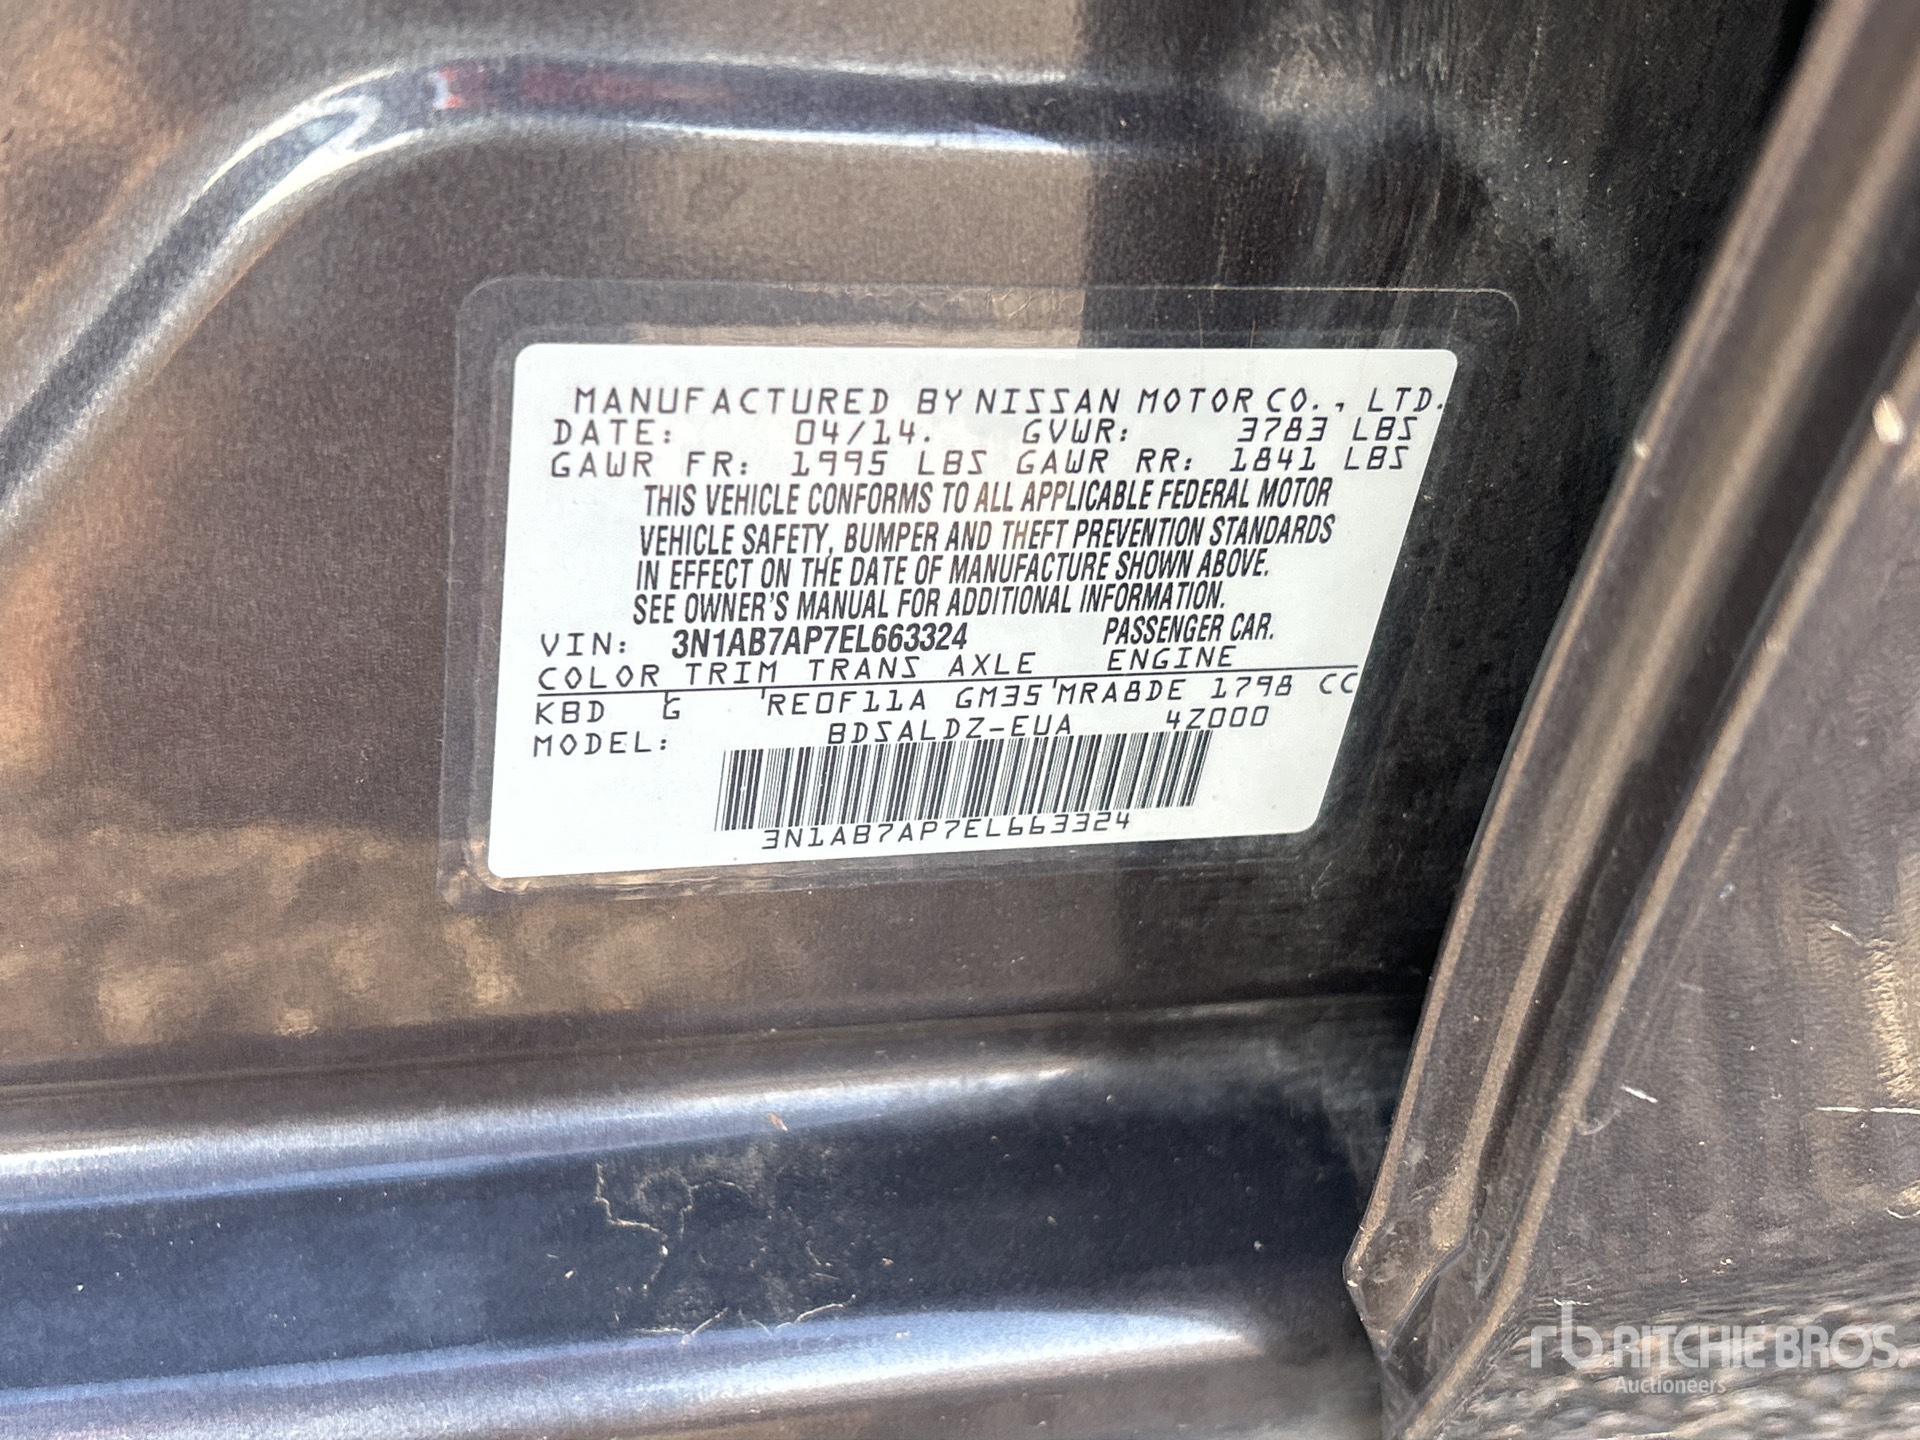 MANUFACTURED BY NISSAN MOTOR CO., LTD.
DATE: 04/14. GVWR: 3783 LBS
GAWR FR: 1995 LBS GAWR RR: 1841 LBS
THIS VEHICLE CONFORMS TO ALL APPLICABLE FEDERAL MOTOR
VEHICLE SAFETY, BUMPER AND THEFT PREVENTION STANDARDS
IN EFFECT ON THE DATE OF MANUFACTURE SHOWN ABOVE.
SEE OWNER'S MANUAL FOR ADDITIONAL INFORMATION.
VIN: 3N1AB7AP7EL663324 PASSENGER CAR.
COLOR TRIM TRANS AXLE ENGINE
KBD G 'RE0F11A GM35'MRA8DE 1798 CC
MODEL: BDSALDZ-EUA 4Z000
3N1AB7AP7EL663324
rb RITCHIE BROS.
Auctioneers